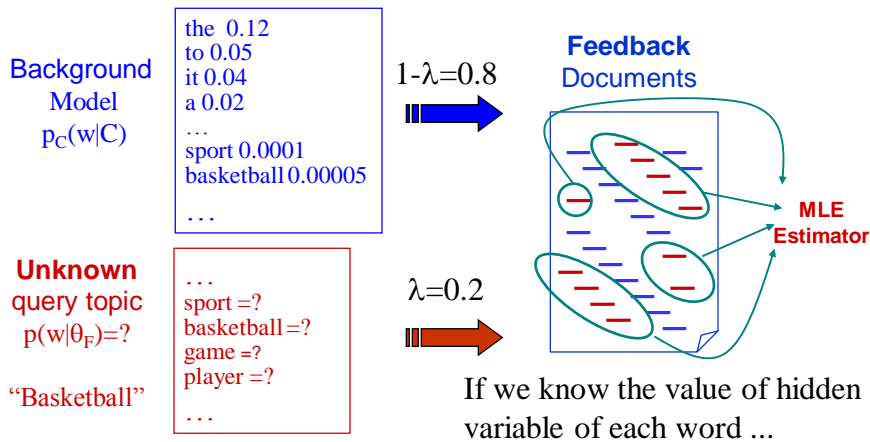 Background
Model
p_C(w|C)
the 0.12
to 0.05
it 0.04
a 0.02
…
sport 0.0001
basketball 0.00005
…
1-λ=0.8
Feedback
Documents
MLE
Estimator
Unknown
query topic
p(w|θ_F)=?
“Basketball”
…
sport =?
basketball =?
game =?
player =?
…
λ=0.2
If we know the value of hidden
variable of each word ...